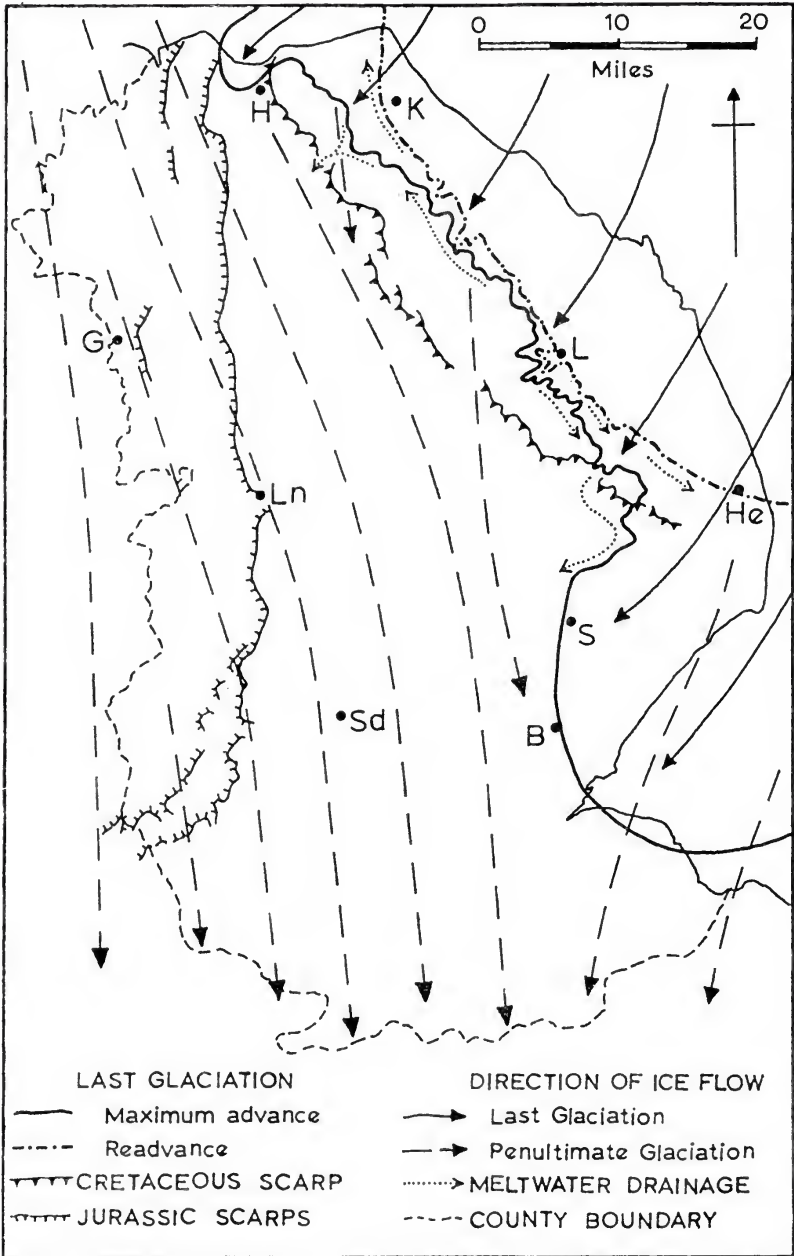 0 10 20
Miles
H
K
G
L
Ln
He
S
Sd
B
LAST GLACIATION
Maximum advance
Readvance
CRETACEOUS SCARP
JURASSIC SCARPS
DIRECTION OF ICE FLOW
Last Glaciation
Penultimate Glaciation
MELTWATER DRAINAGE
COUNTY BOUNDARY